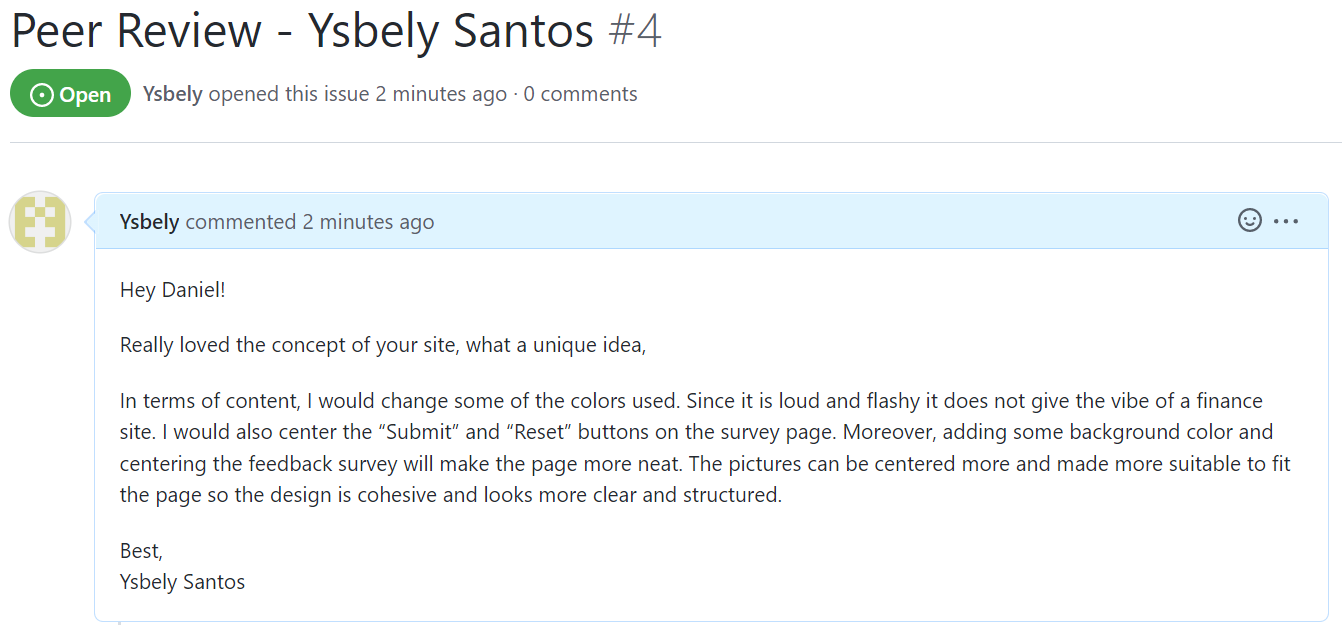 Peer Review - Ysbely Santos #4
Open Ysbely opened this issue 2 minutes ago · 0 comments
Ysbely commented 2 minutes ago
Hey Daniel!
Really loved the concept of your site, what a unique idea,
In terms of content, I would change some of the colors used. Since it is loud and flashy it does not give the vibe of a finance
site. I would also center the “Submit” and “Reset” buttons on the survey page. Moreover, adding some background color and
centering the feedback survey will make the page more neat. The pictures can be centered more and made more suitable to fit
the page so the design is cohesive and looks more clear and structured.
Best,
Ysbely Santos